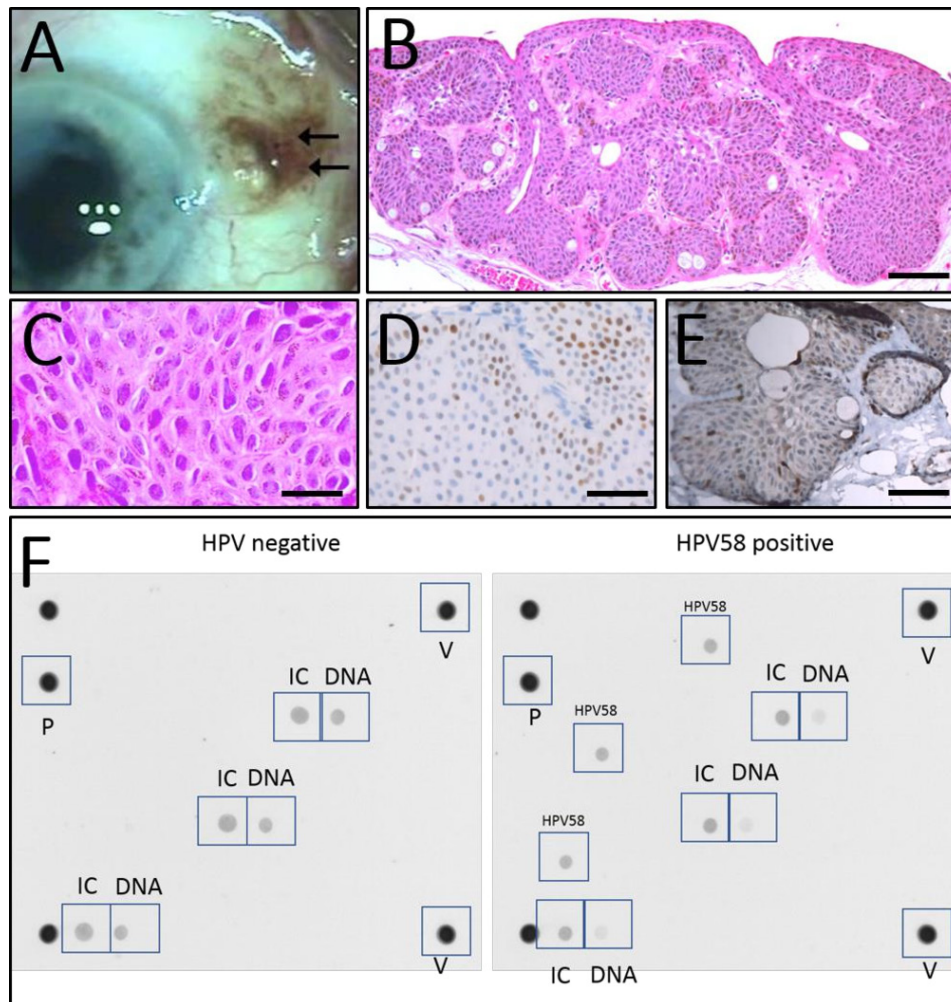 A
B
C
D
E
F
HPV negative
HPV58 positive
V
P
IC DNA
IC DNA
IC DNA
V
HPV58
V
P
IC DNA
HPV58
IC DNA
HPV58
IC DNA
V